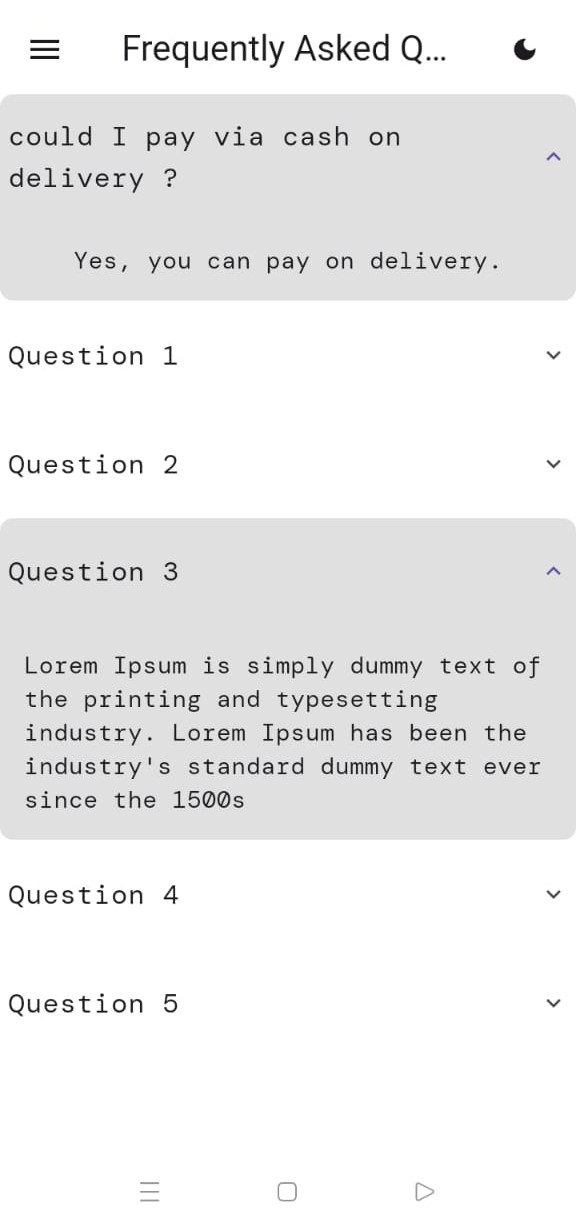 Frequently Asked Q...
could I pay via cash on
delivery ?
Yes, you can pay on delivery.
Question 1
Question 2
Question 3
Lorem Ipsum is simply dummy text of
the printing and typesetting
industry. Lorem Ipsum has been the
industry's standard dummy text ever
since the 1500s
Question 4
Question 5